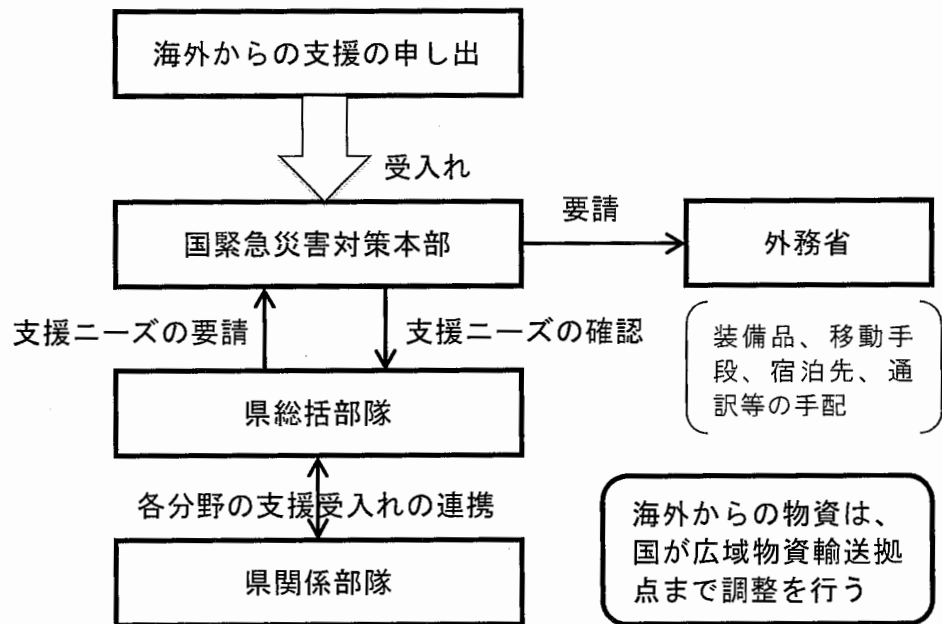 海外からの支援の申し出
受入れ
国緊急災害対策本部
要請
外務省
支援ニーズの要請
支援ニーズの確認
装備品、移動手
段、宿泊先、通
訳等の手配
県総括部隊
各分野の支援受入れの連携
県関係部隊
海外からの物資は、
国が広域物資輸送拠
点まで調整を行う